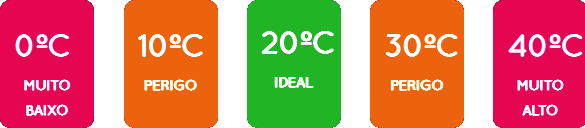 0ºC
MUITO
BAIXO
10ºC
PERIGO
20ºC
IDEAL
30ºC
PERIGO
40ºC
MUITO
ALTO